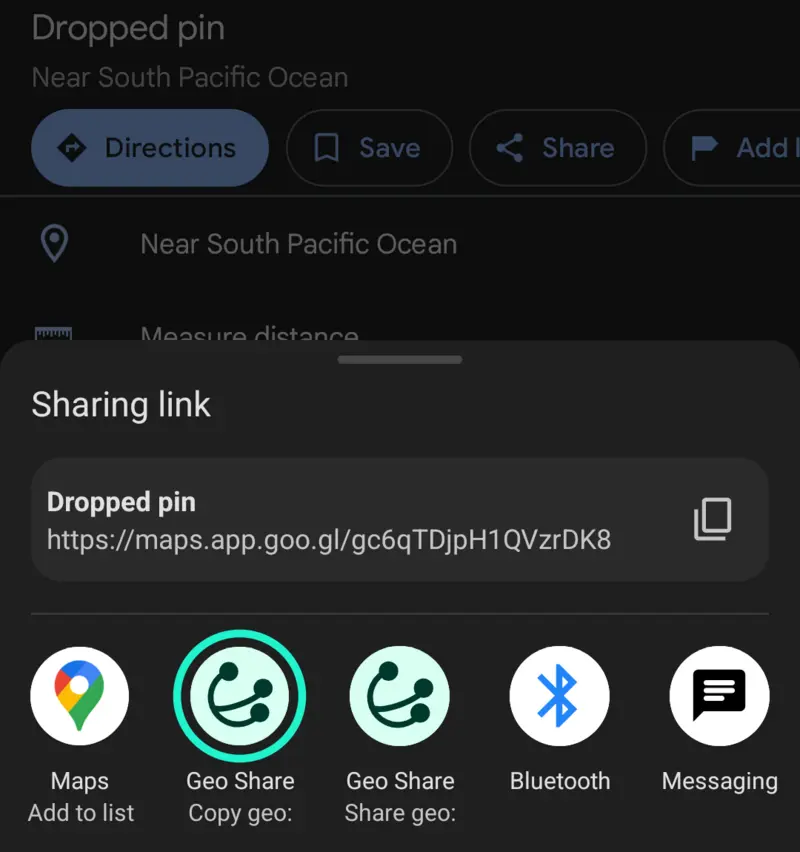 Dropped pin
Near South Pacific Ocean
Directions
Save
Share
Add
Near South Pacific Ocean
Measure distance
Sharing link
Dropped pin
https://maps.app.goo.gl/gc6qTDjpH1QVzrDK8
Maps
Add to list
Geo Share
Copy geo:
Geo Share
Share geo:
Bluetooth
Messaging